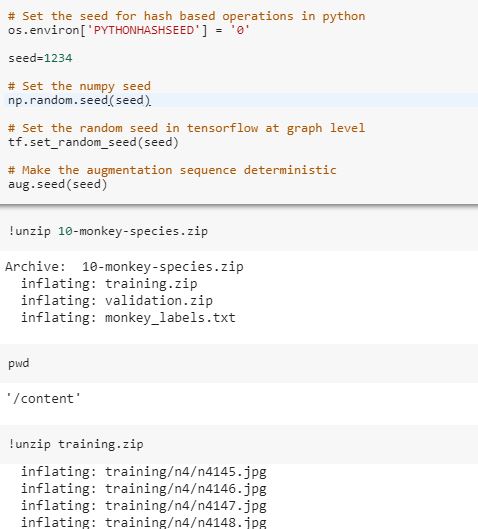 # Set the seed for hash based operations in python
os.environ['PYTHONHASHSEED'] = '0'
seed=1234
# Set the numpy seed
np.random.seed(seed)
# Set the random seed in tensorflow at graph level
tf.set_random_seed(seed)
# Make the augmentation sequence deterministic
aug.seed(seed)
!unzip 10-monkey-species.zip
Archive:  10-monkey-species.zip
  inflating: training.zip
  inflating: validation.zip
  inflating: monkey_labels.txt
pwd
'/content'
!unzip training.zip
  inflating: training/n4/n4145.jpg
  inflating: training/n4/n4146.jpg
  inflating: training/n4/n4147.jpg
  inflating: training/n4/n4148.jpg